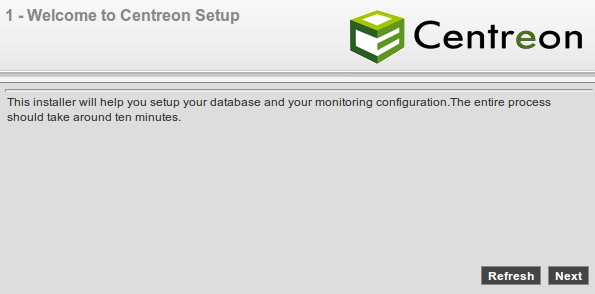 1 - Welcome to Centreon Setup
Centreon
This installer will help you setup your database and your monitoring configuration.The entire process
should take around ten minutes.
Refresh Next